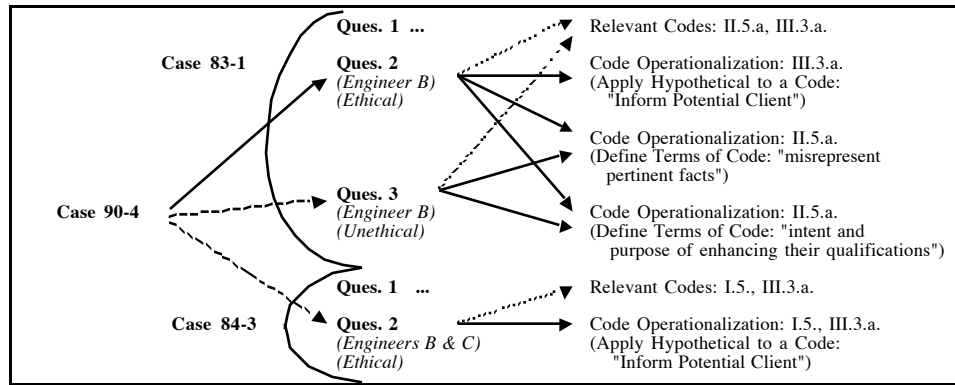 Ques. 1 ...
Relevant Codes: II.5.a, III.3.a.
Case 83-1
Ques. 2
(Engineer B)
(Ethical)
Code Operationalization: III.3.a.
(Apply Hypothetical to a Code:
"Inform Potential Client")
Code Operationalization: II.5.a.
(Define Terms of Code: "misrepresent
pertinent facts")
Case 90-4
Ques. 3
(Engineer B)
(Unethical)
Code Operationalization: II.5.a.
(Define Terms of Code: "intent and
purpose of enhancing their qualifications")
Ques. 1 ...
Relevant Codes: I.5., III.3.a.
Case 84-3
Ques. 2
(Engineers B & C)
(Ethical)
Code Operationalization: I.5., III.3.a.
(Apply Hypothetical to a Code:
"Inform Potential Client")